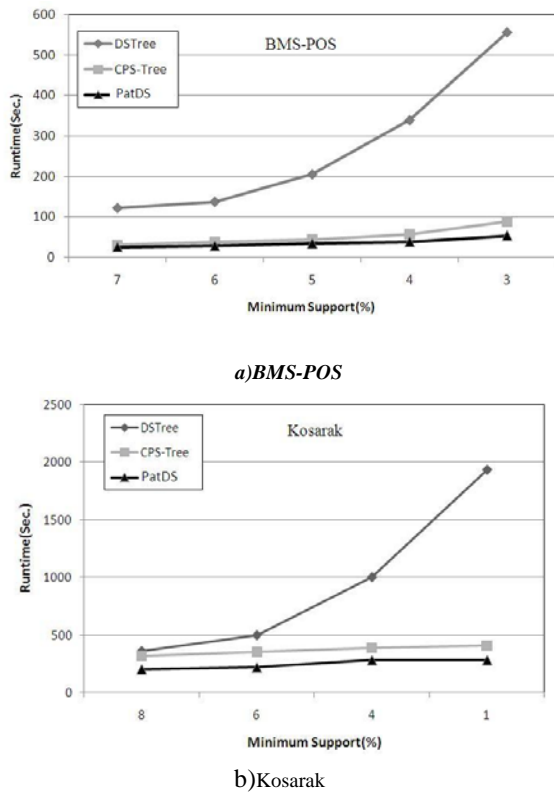 600
500
400
300
200
100
0
Runtime(Sec.)
DSTree
CPS-Tree
PatDS
BMS-POS
7 6 5 4 3
Minimum Support(%)
a)BMS-POS
2500
2000
1500
1000
500
0
Runtime(Sec.)
DSTree
CPS-Tree
PatDS
Kosarak
8 6 4 1
Minimum Support(%)
b)Kosarak